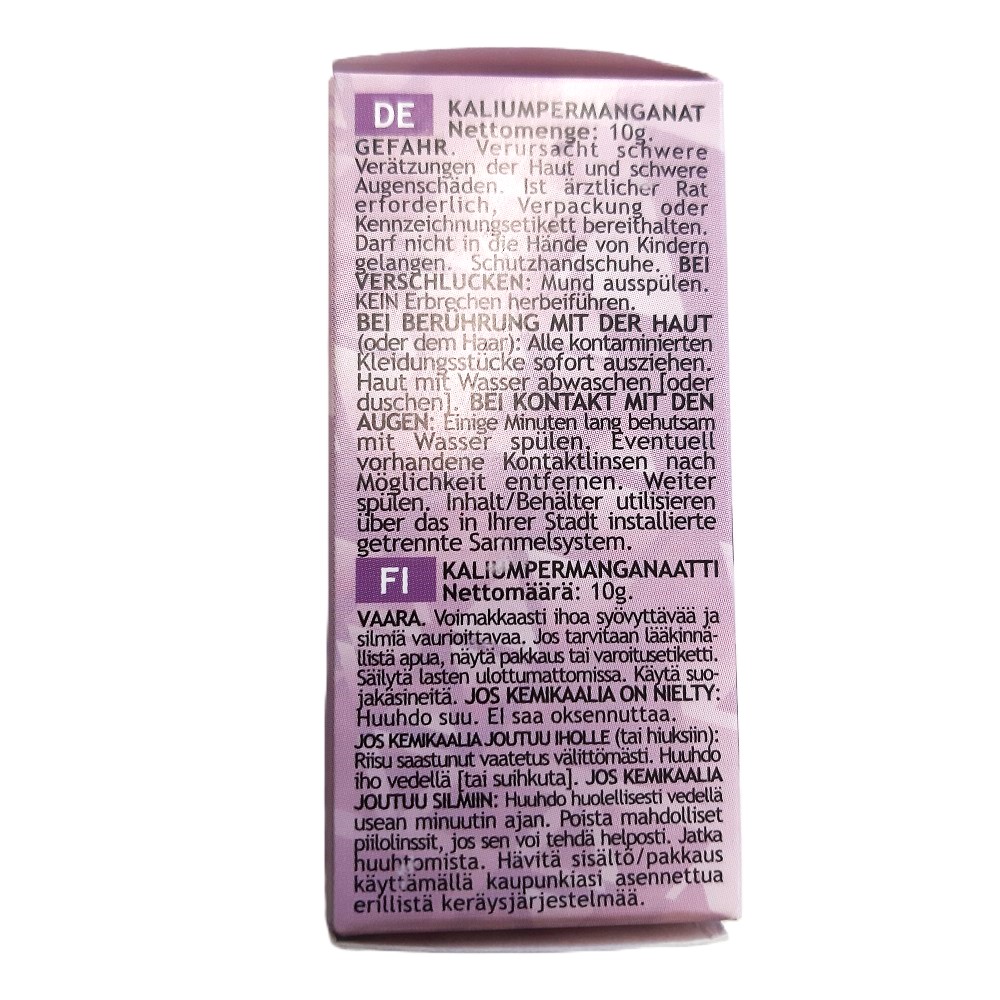 DE KALIUMPERMANGANAT
Nettomenge: 10g.
GEFAHR. Verursacht schwere
Verätzungen der Haut und schwere
Augenschäden. Ist ärztlicher Rat
erforderlich, Verpackung oder
Kennzeichnungsetikett bereithalten.
Darf nicht in die Hände von Kindern
gelangen. Schutzhandschuhe. BEI
VERSCHLUCKEN: Mund ausspülen.
KEIN Erbrechen herbeiführen.
BEI BERÜHRUNG MIT DER HAUT
(oder dem Haar): Alle kontaminierten
Kleidungsstücke sofort ausziehen.
Haut mit Wasser abwaschen [oder
duschen]. BEI KONTAKT MIT DEN
AUGEN: Einige Minuten lang behutsam
mit Wasser spülen. Eventuell
vorhandene Kontaktlinsen nach
Möglichkeit entfernen. Weiter
spülen. Inhalt/Behälter utilisieren
über das in Ihrer Stadt installierte
getrennte Sammelsystem.
FI KALIUMPERMANGANAATTI
Nettomäärä: 10g.
VAARA. Voimakkaasti ihoa syövyttävää ja
silmiä vaurioittavaa. Jos tarvitaan lääkinnä-
llistä apua, näytä pakkaus tai varoitusetiketti.
Säilytä lasten ulottumattomissa. Käytä suo-
jakäsineitä. JOS KEMIKAALIA ON NIELTY:
Huuhdo suu. EI saa oksennuttaa.
JOS KEMIKAALIA JOUTUU IHOLLE (tai hiuksiin):
Riisu saastunut vaatetus välittömästi. Huuhdo
iho vedellä [tai suihkuta]. JOS KEMIKAALIA
JOUTUU SILMIIN: Huuhdo huolellisesti vedellä
usean minuutin ajan. Poista mahdolliset
piilolinssit, jos sen voi tehdä helposti. Jatka
huuhtomista. Hävitä sisältö/pakkaus
käyttämällä kaupunkiasi asennettua
erillistä keräysjärjestelmää.